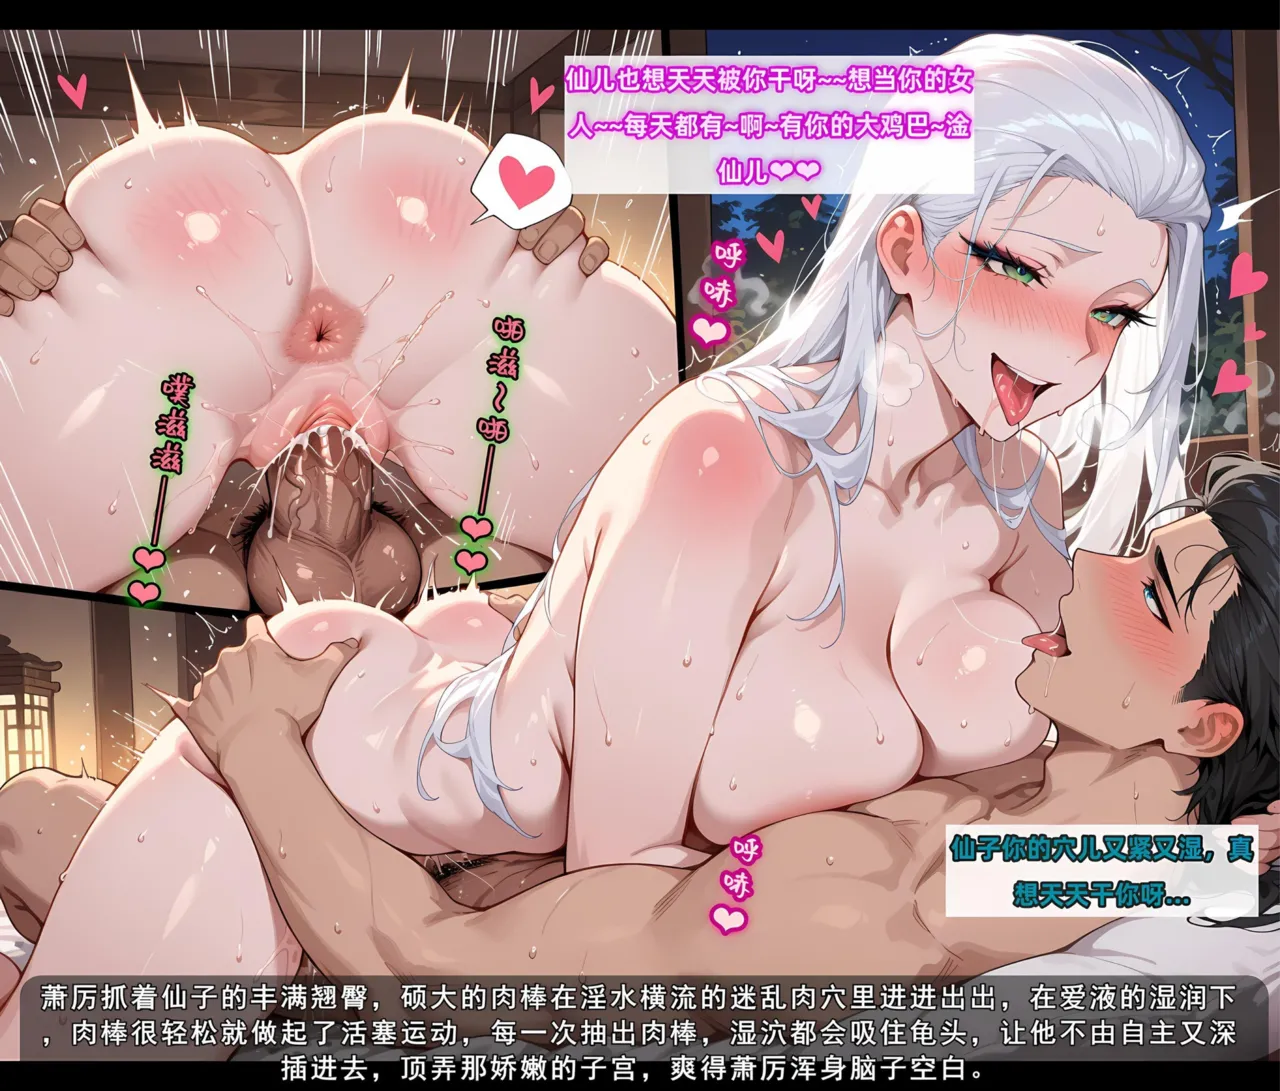 仙儿也想天天被你干呀~~想当你的女
人~~每天都有~啊~有你的大鸡巴~淦
仙儿❤❤
呼哧❤
啪滋~啪——❤❤
噗滋滋——❤❤
仙子你的穴儿又紧又湿，真
想天天干你呀...
呼哧❤
萧厉抓着仙子的丰满翘臀，硕大的肉棒在淫水横流的迷乱肉穴里进进出出，在爱液的湿润下
，肉棒很轻松就做起了活塞运动，每一次抽出肉棒，湿泬都会吸住龟头，让他不由自主又深
插进去，顶弄那娇嫩的子宫，爽得萧厉浑身脑子空白。